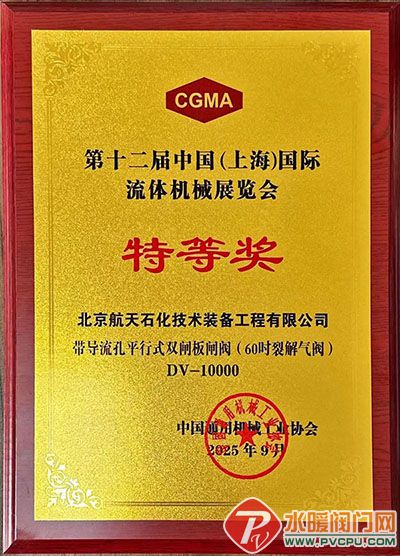 CGMA
第十二届中国(上海)国际
流体机械展览会
特等奖
北京航天石化技术装备工程有限公司
带导流孔平行式双闸板闸阀（60吋裂解气阀）
DV-10000
中国通用机械工业协会
2025年9月
水暖阀门网
www.PVCPU.com